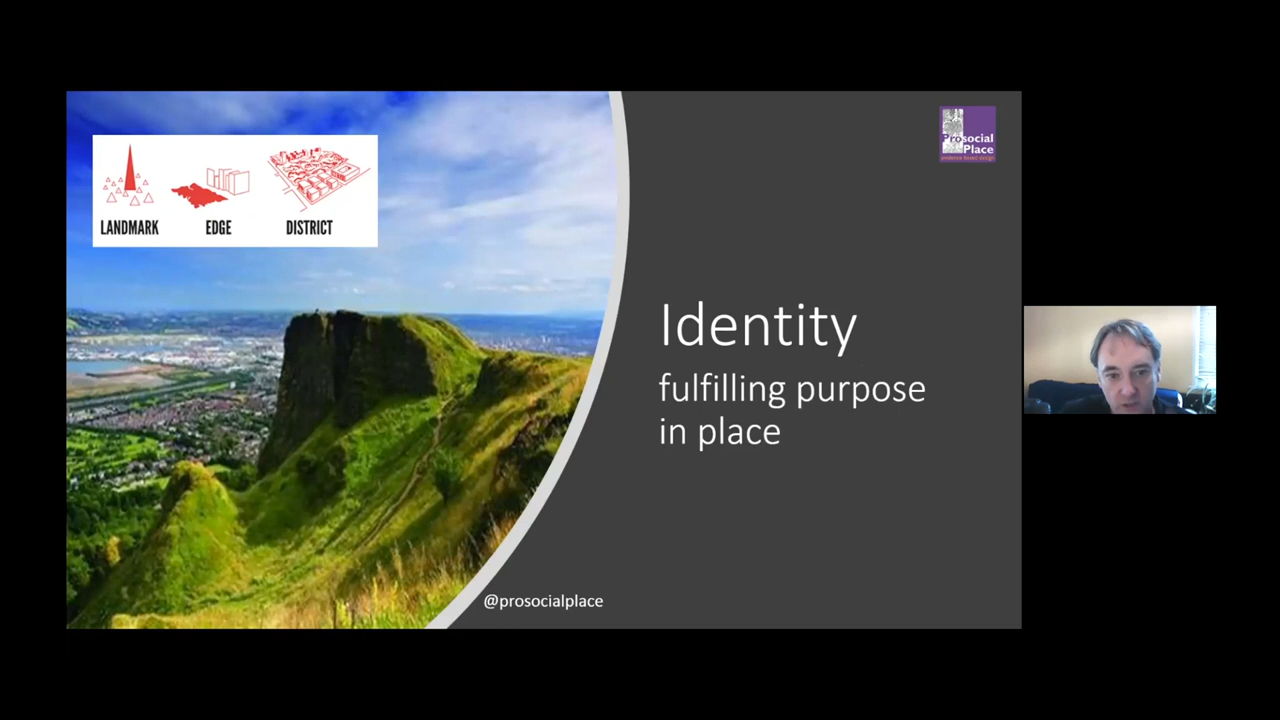 LANDMARK
EDGE
DISTRICT
Prosocial
Place
evidence based design
Identity
fulfilling purpose
in place
@prosocialplace